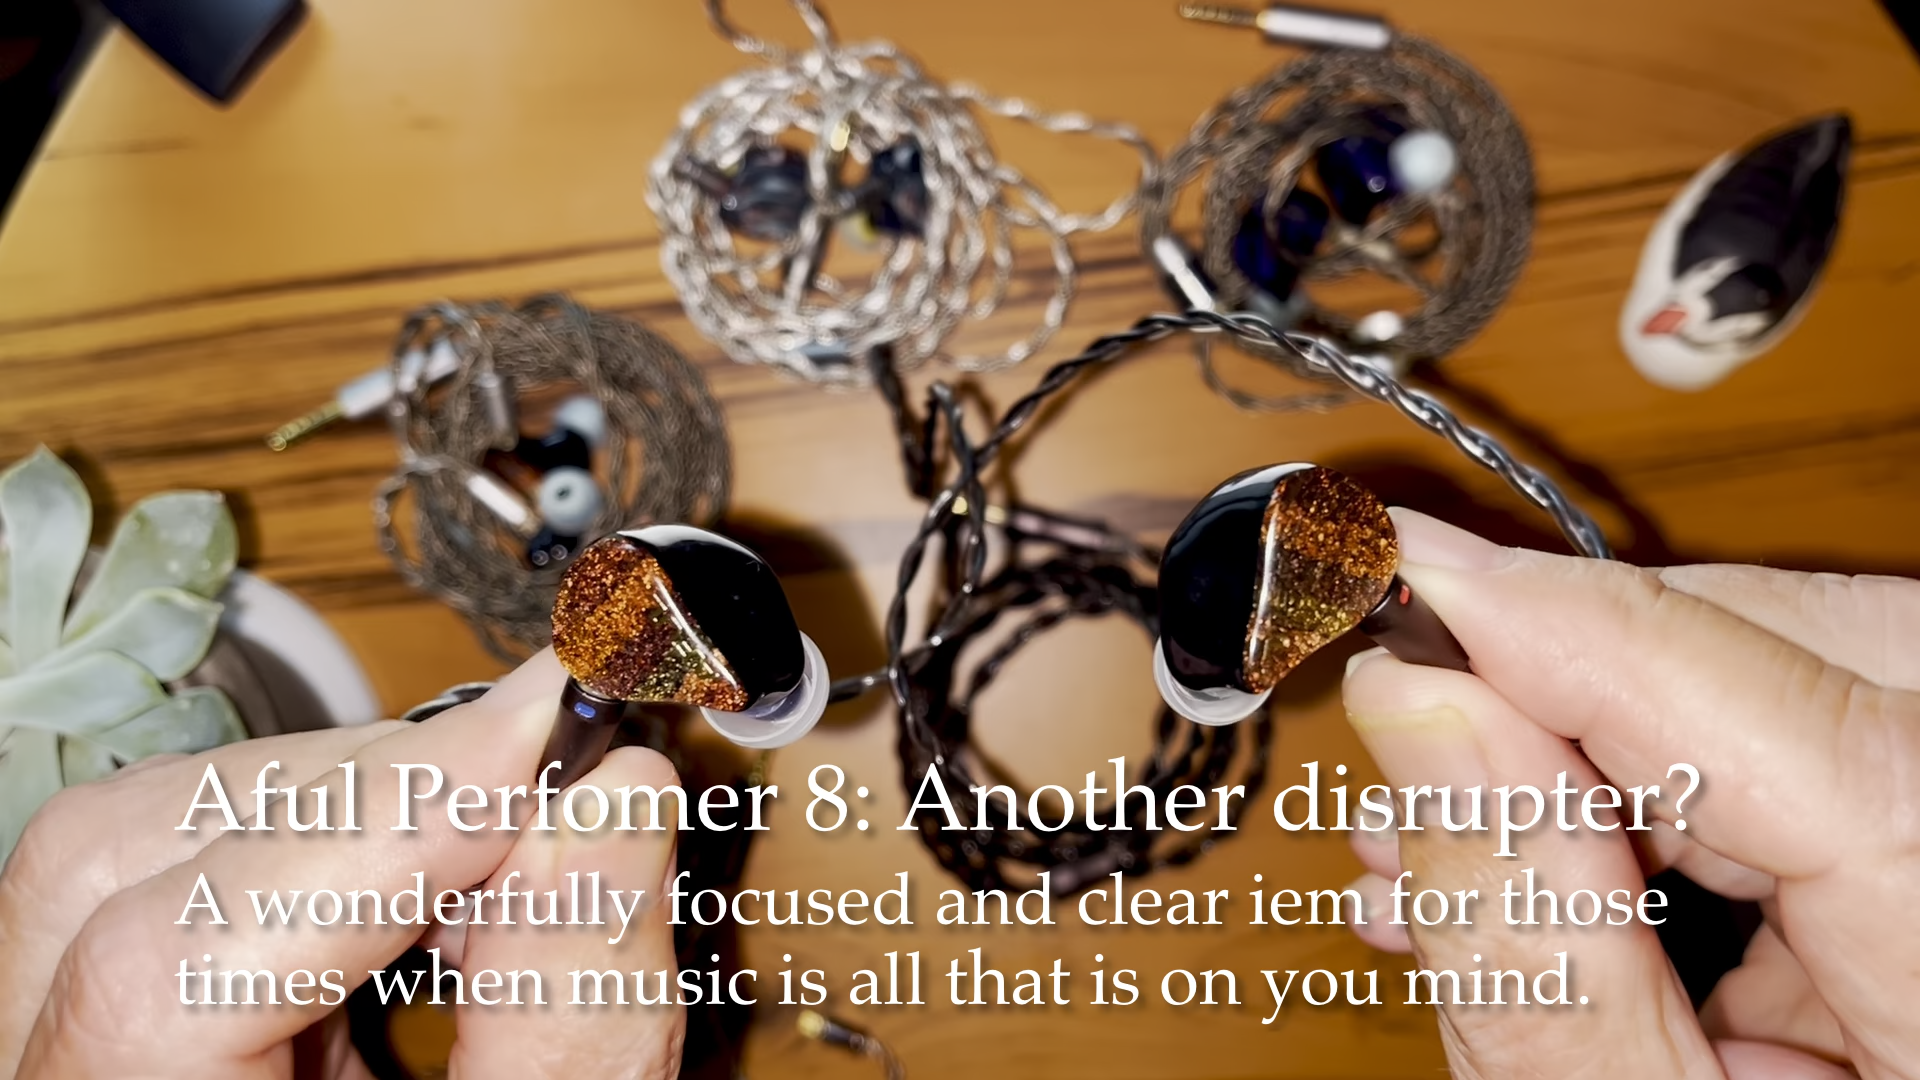 Aful Perfomer 8: Another disrupter?
A wonderfully focused and clear iem for those
times when music is all that is on you mind.